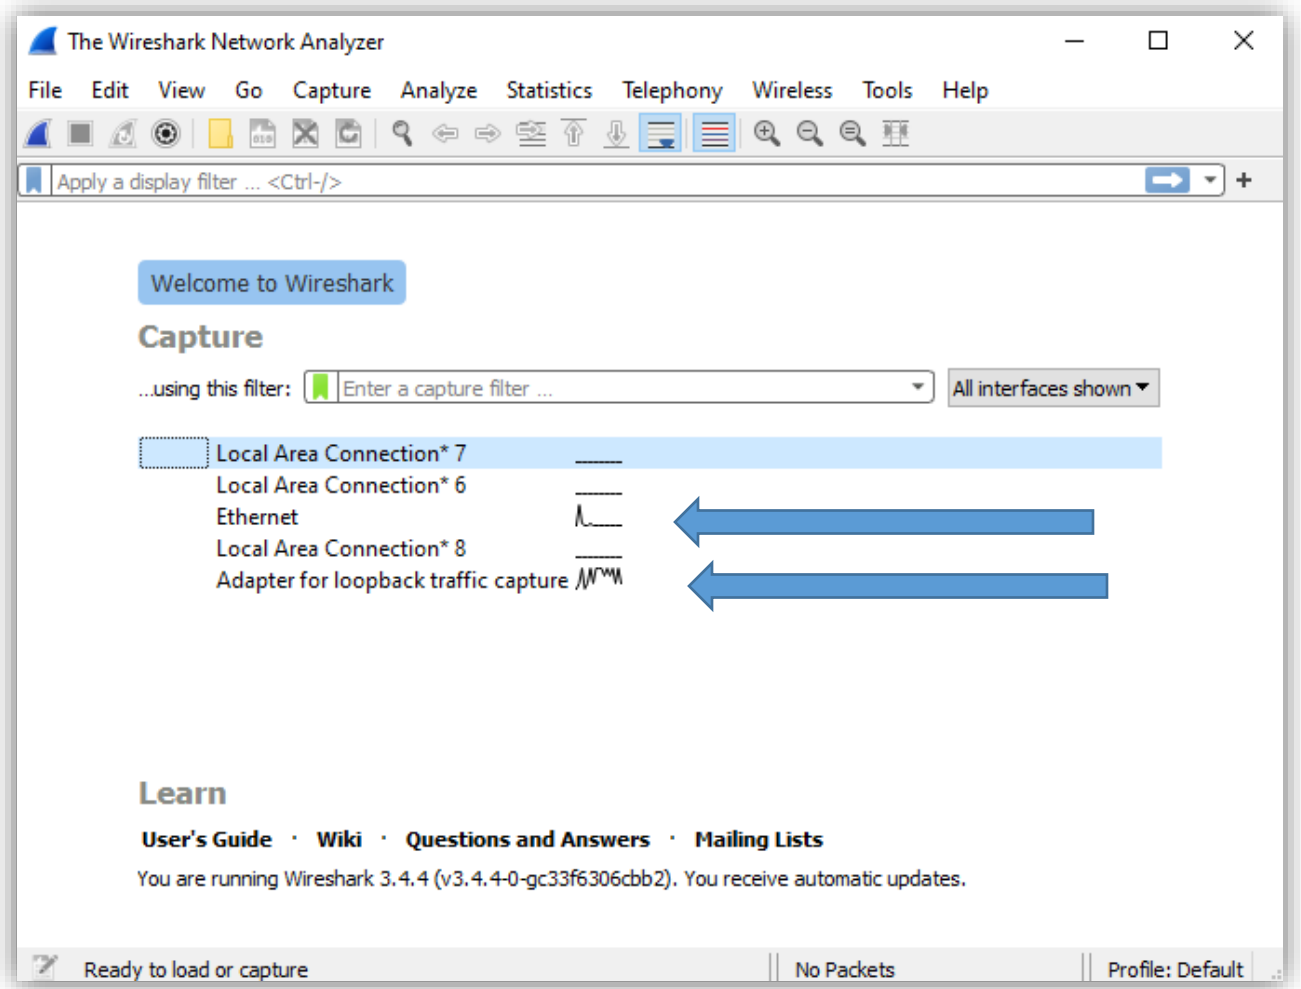 The Wireshark Network Analyzer
File Edit View Go Capture Analyze Statistics Telephony Wireless Tools Help
Apply a display filter ... <Ctrl-/>
Welcome to Wireshark
Capture
...using this filter: Enter a capture filter ... All interfaces shown
Local Area Connection* 7
Local Area Connection* 6
Ethernet
Local Area Connection* 8
Adapter for loopback traffic capture
Learn
User's Guide · Wiki · Questions and Answers · Mailing Lists
You are running Wireshark 3.4.4 (v3.4.4-0-gc33f6306cbb2). You receive automatic updates.
Ready to load or capture No Packets Profile: Default